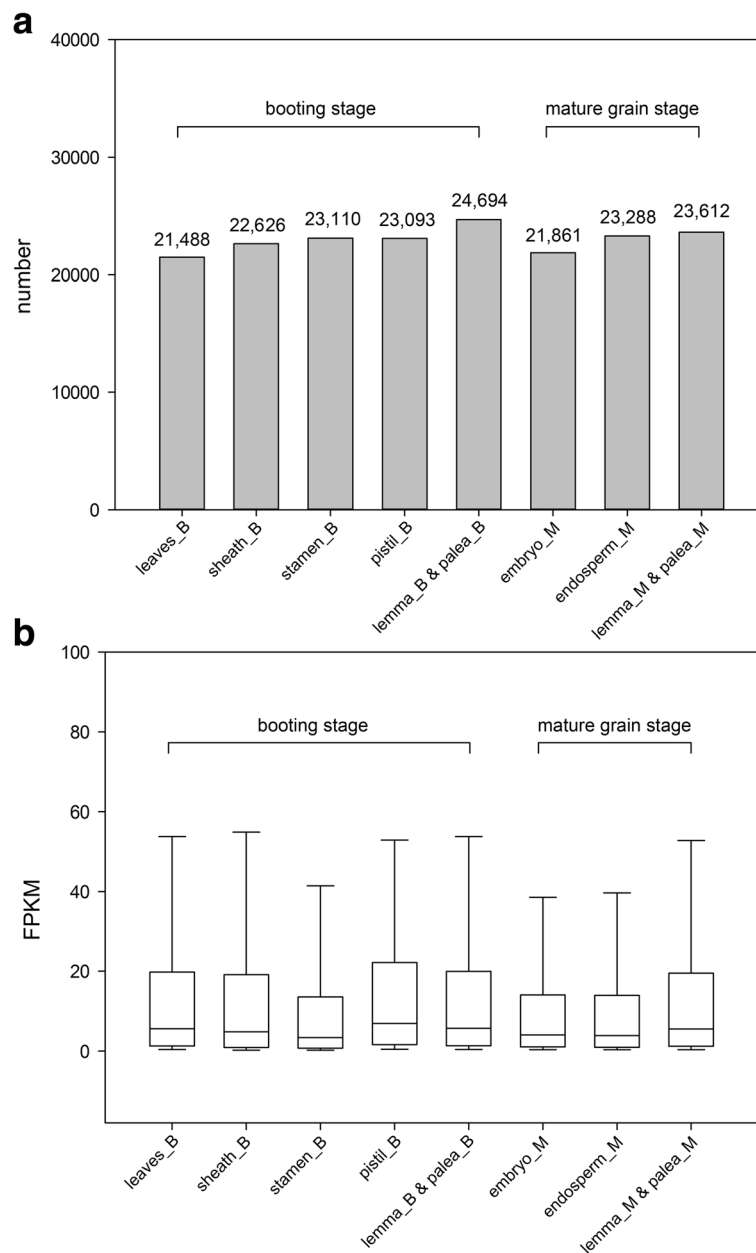 a
40000
booting stage
mature grain stage
30000
24,694
23,612
23,288
23,110
23,093
22,626
21,861
21,488
number
20000
10000
0
leaves_B
sheath_B
stamen_B
pistil_B
lemma_B & palea_B
embryo_M
endosperm_M
lemma_M & palea_M
b
100
80
booting stage
mature grain stage
60
FPKM
40
20
0
leaves_B
sheath_B
stamen_B
pistil_B
lemma_B & palea_B
embryo_M
endosperm_M
lemma_M & palea_M